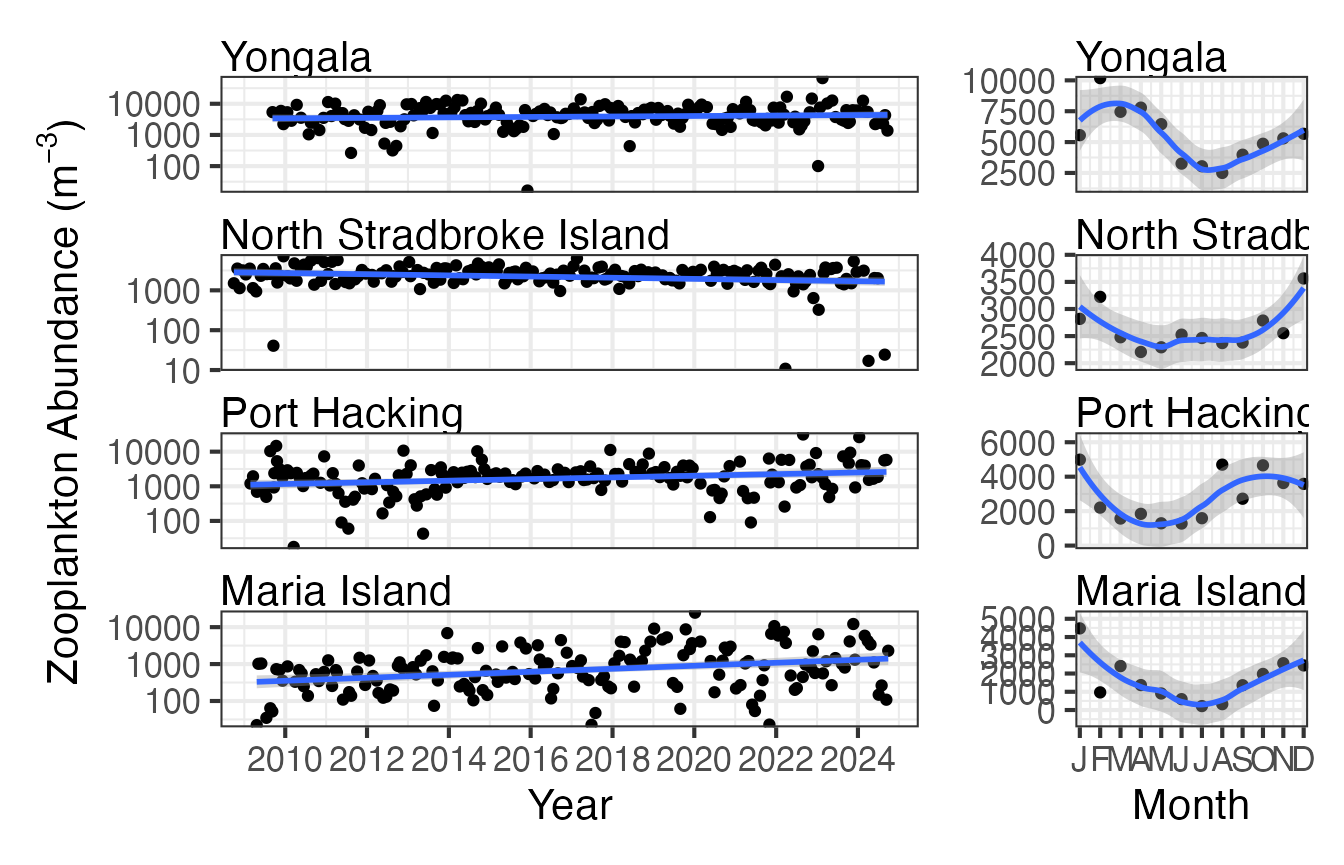 Yongala
Yongala
10000
1000
100
10000
7500
5000
2500
North Stradbroke Island
North Stradb
1000
100
10
4000
3500
3000
2500
2000
Port Hacking
Port Hacking
10000
1000
100
6000
4000
2000
0
Maria Island
Maria Island
10000
1000
100
5000
4000
3000
2000
1000
0
2010 2012 2014 2016 2018 2020 2022 2024
J F M A M J J A S O N D
Year
Month
Zooplankton Abundance (m⁻³)